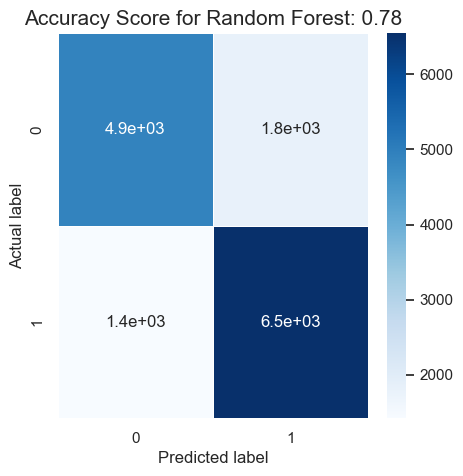 Accuracy Score for Random Forest: 0.78
0
4.9e+03
1.8e+03
1
1.4e+03
6.5e+03
Actual label
0
1
Predicted label
6000
5000
4000
3000
2000